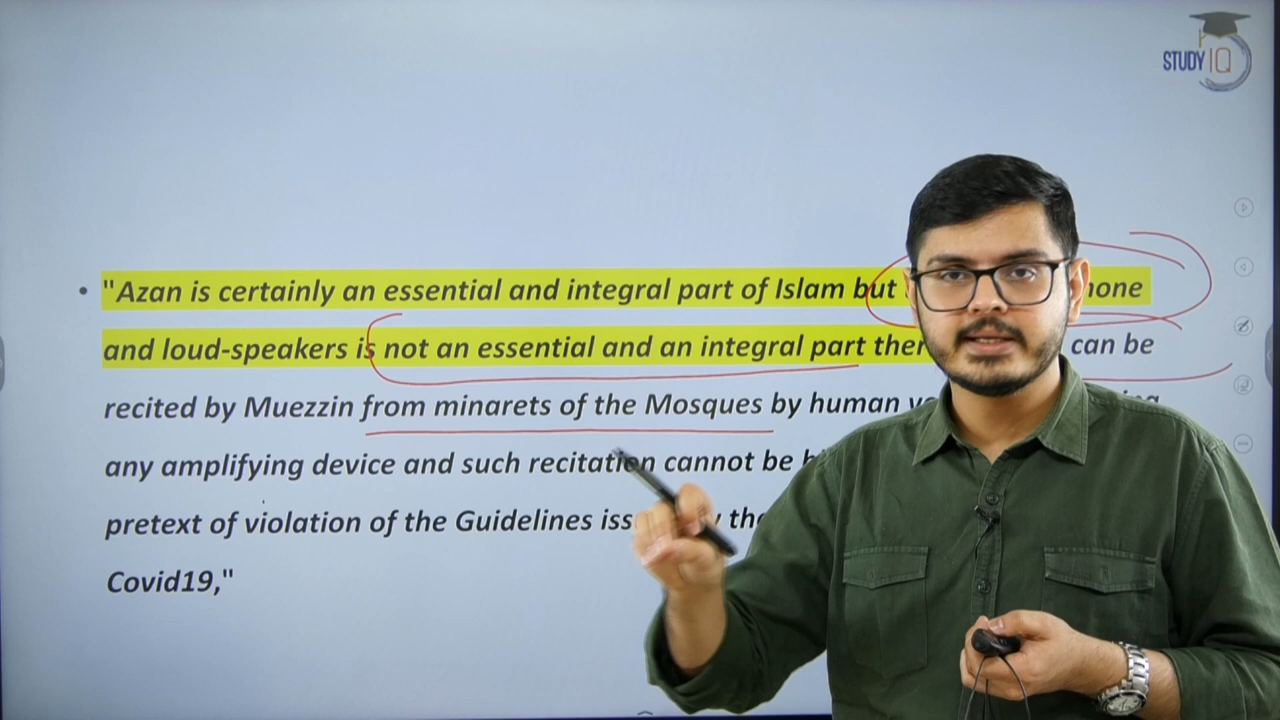 STUDY IQ
• "Azan is certainly an essential and integral part of Islam but
and loud-speakers is not an essential and an integral part
can be
recited by Muezzin from minarets of the Mosques by human
any amplifying device and such recitation cannot be
pretext of violation of the Guidelines
Covid19,"